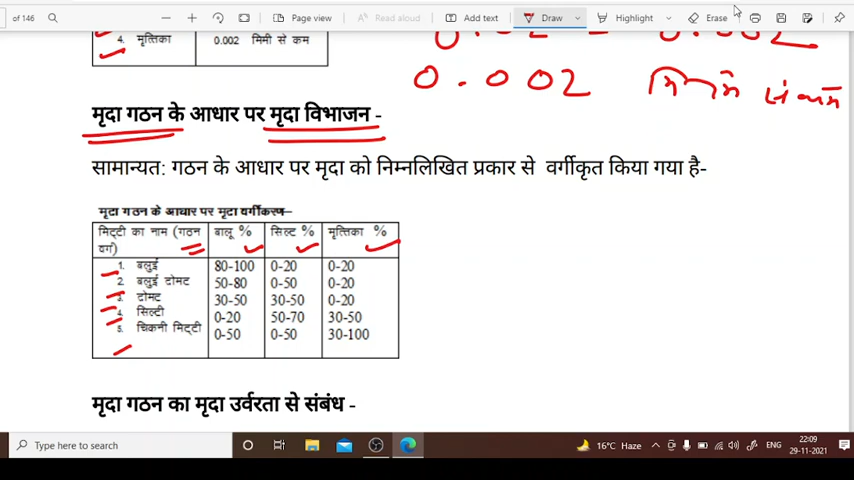 of 146
Page view
Read aloud
Add text
Draw
Highlight
Erase
4. मृत्तिका 0.002 मिमी से कम
0.002
मृदा गठन के आधार पर मृदा विभाजन -
सामान्यत: गठन के आधार पर मृदा को निम्नलिखित प्रकार से वर्गीकृत किया गया है-
मृदा गठन के आधार पर मृदा वर्गीकरण-
मिट्टी का नाम (गठन वर्ग) बालू % सिल्ट % मृत्तिका %
1. बलुई 80-100 0-20 0-20
2. बलुई दोमट 50-80 0-50 0-20
3. दोमट 30-50 30-50 0-20
4. सिल्टी 0-20 50-70 30-50
5. चिकनी मिट्टी 0-50 0-50 30-100
मृदा गठन का मृदा उर्वरता से संबंध -
Type here to search
16°C Haze
ENG
22:09
29-11-2021